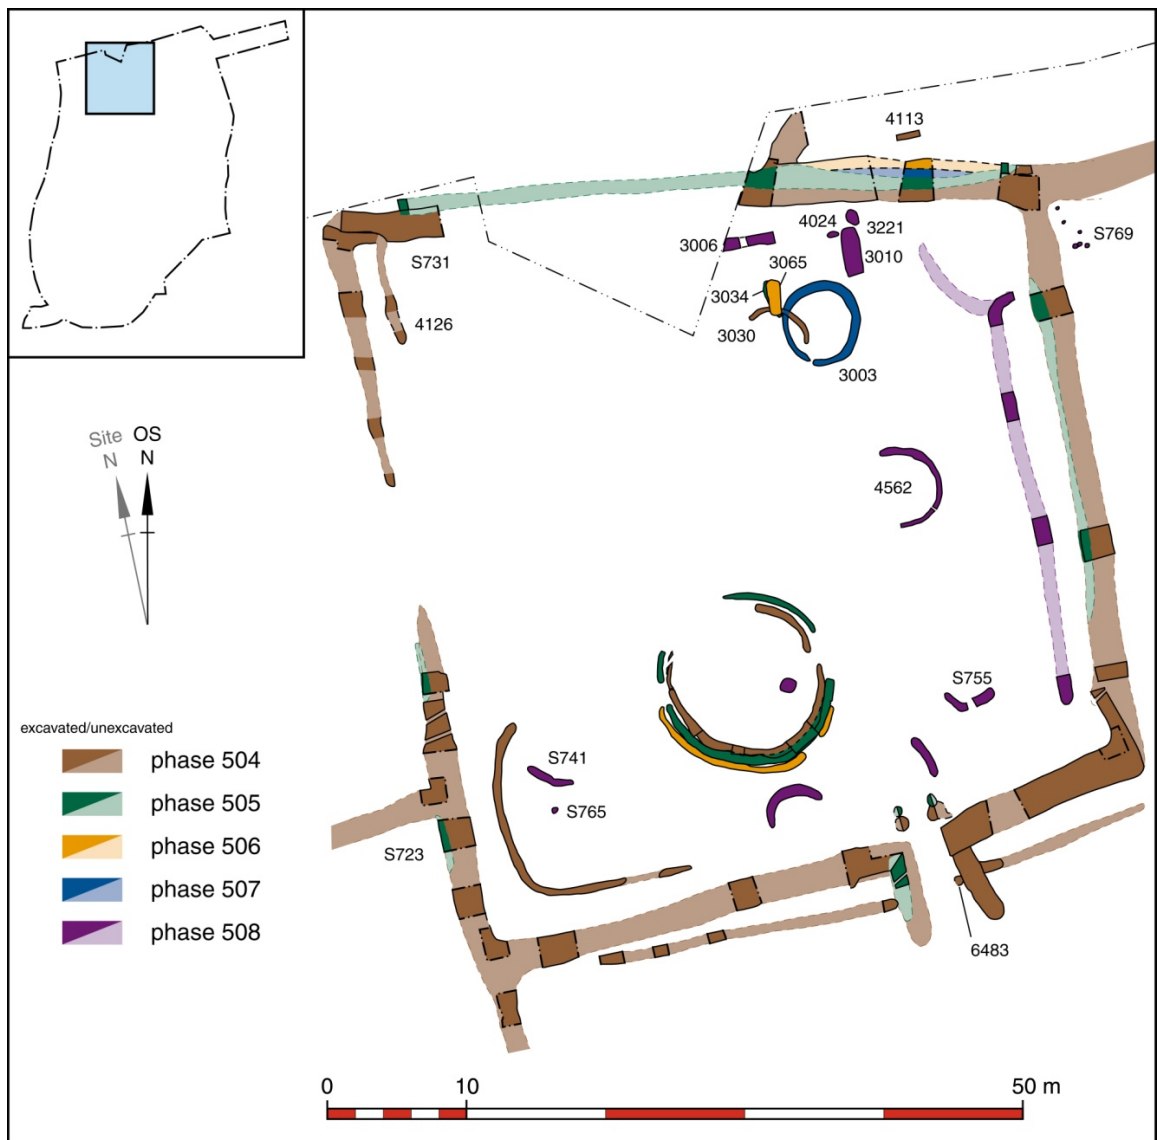 4113
4024
3221
3006
3010
S769
S731
3065
3034
4126
3030
3003
Site
N
OS
N
4562
excavated/unexcavated
phase 504
phase 505
phase 506
phase 507
phase 508
S755
S741
S765
S723
6483
0
10
50 m